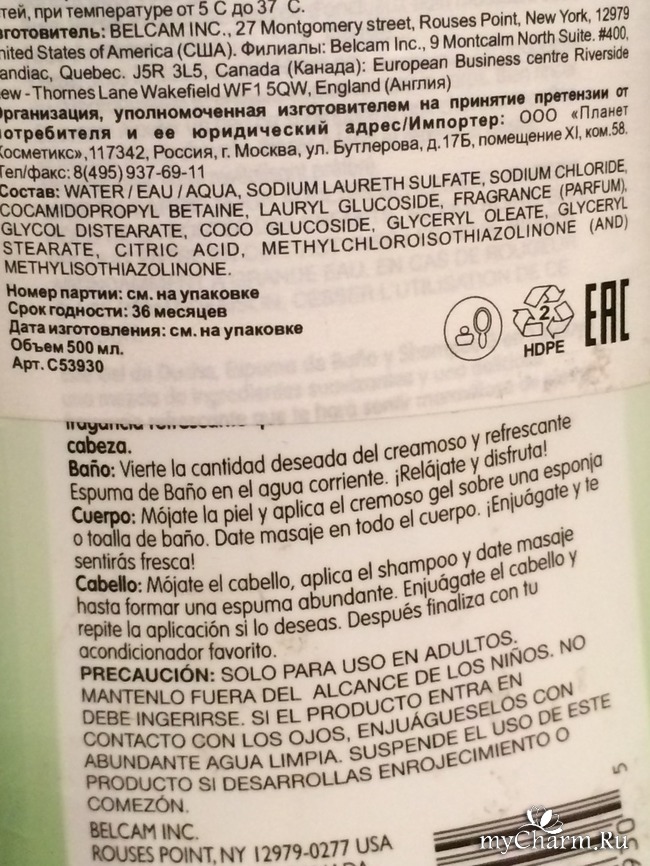 тей, при температуре от 5 С до 37 С.
зготовитель: BELCAM INC., 27 Montgomery street, Rouses Point, New York, 12979
nited States of America (США). Филиалы: Belcam Inc., 9 Montcalm North Suite. #400,
andiac, Quebec. J5R 3L5, Canada (Канада): European Business centre Riverside
ew - Thornes Lane Wakefield WF1 5QW, England (Англия)
Организация, уполномоченная изготовителем на принятие претензии от
потребителя и ее юридический адрес/Импортер: ООО «Планет
Косметикс», 117342, Россия, г. Москва, ул. Бутлерова, д.17Б, помещение XI, ком.58.
Тел/факс: 8(495) 937-69-11
Состав: WATER / EAU / AQUA, SODIUM LAURETH SULFATE, SODIUM CHLORIDE,
COCAMIDOPROPYL BETAINE, LAURYL GLUCOSIDE, FRAGRANCE (PARFUM),
GLYCOL DISTEARATE, COCO GLUCOSIDE, GLYCERYL OLEATE, GLYCERYL
STEARATE, CITRIC ACID, METHYLCHLOROISOTHIAZOLINONE (AND)
METHYLISOTHIAZOLINONE.
Номер партии: см. на упаковке
Срок годности: 36 месяцев
Дата изготовления: см. на упаковке
Объем 500 мл.
Арт. C53930
2
HDPE
EAC
cabeza.
Baño: Vierte la cantidad deseada del creamoso y refrescante
Espuma de Baño en el agua corriente. ¡Relájate y disfruta!
Cuerpo: Mójate la piel y aplica el cremoso gel sobre una esponja
o toalla de baño. Date masaje en todo el cuerpo. ¡Enjuágate y te
sentirás fresca!
Cabello: Mójate el cabello, aplica el shampoo y date masaje
hasta formar una espuma abundante. Enjuágate el cabello y
repite la aplicación si lo deseas. Después finaliza con tu
acondicionador favorito.
PRECAUCIÓN: SOLO PARA USO EN ADULTOS.
MANTENLO FUERA DEL ALCANCE DE LOS NIÑOS. NO
DEBE INGERIRSE. SI EL PRODUCTO ENTRA EN
CONTACTO CON LOS OJOS, ENJUÁGUESELOS CON
ABUNDANTE AGUA LIMPIA. SUSPENDE EL USO DE ESTE
PRODUCTO SI DESARROLLAS ENROJECIMIENTO O
COMEZÓN.
BELCAM INC.
ROUSES POINT, NY 12979-0277 USA
5
myCharm.Ru